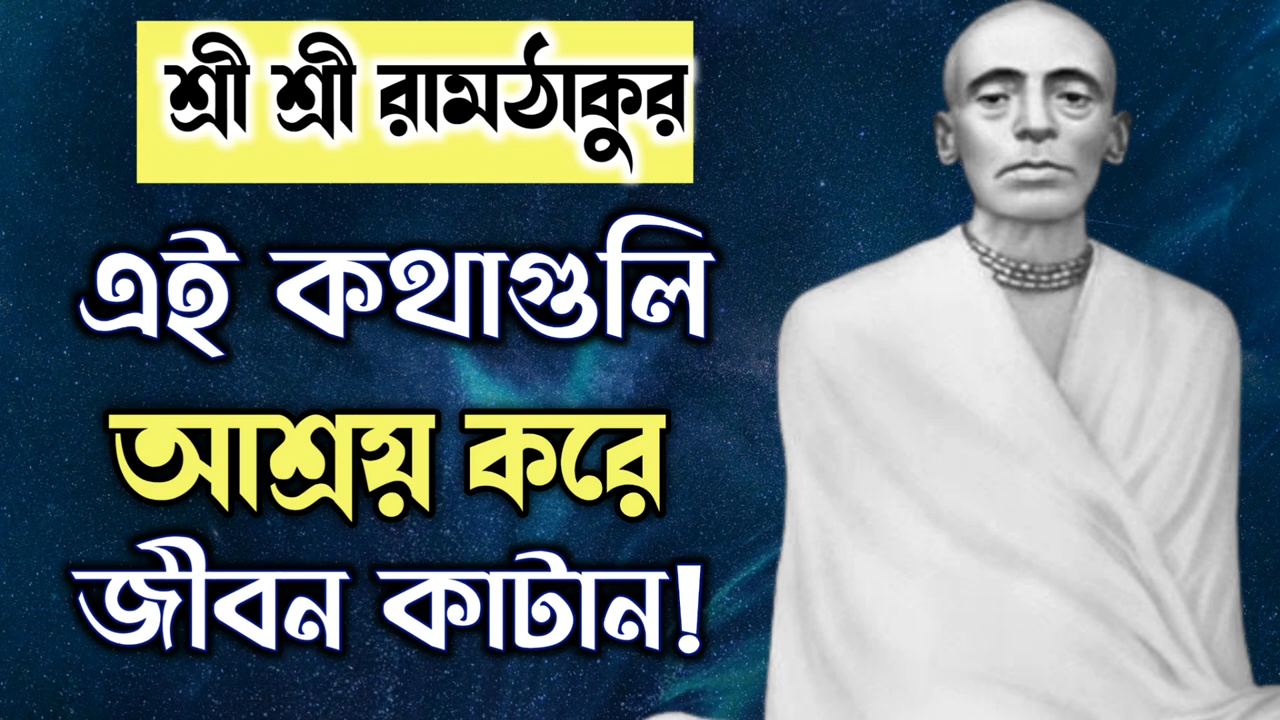 শ্রী শ্রী রামঠাকুর
এই কথাগুলি
আশ্রয় করে
জীবন কাটান!